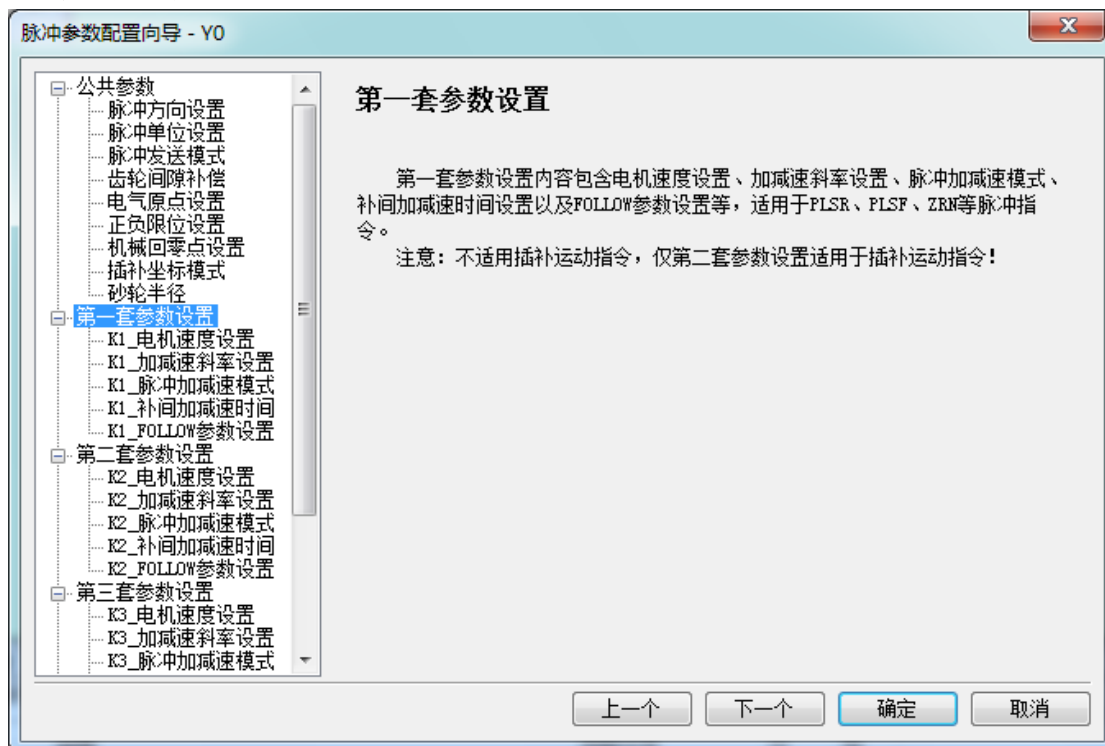 脉冲参数配置向导 - Y0
公共参数
脉冲方向设置
脉冲单位设置
脉冲发送模式
齿轮间隙补偿
电气原点设置
正负限位设置
机械回零点设置
插补坐标模式
砂轮半径
第一套参数设置
K1_电机速度设置
K1_加减速斜率设置
K1_脉冲加减速模式
K1_补间加减速时间
K1_FOLLOW参数设置
第二套参数设置
K2_电机速度设置
K2_加减速斜率设置
K2_脉冲加减速模式
K2_补间加减速时间
K2_FOLLOW参数设置
第三套参数设置
K3_电机速度设置
K3_加减速斜率设置
K3_脉冲加减速模式
第一套参数设置
第一套参数设置内容包含电机速度设置、加减速斜率设置、脉冲加减速模式、
补间加减速时间设置以及FOLLOW参数设置等，适用于PLSR、PLSF、ZRN等脉冲指
令。
注意：不适用插补运动指令，仅第二套参数设置适用于插补运动指令！
上一个
下一个
确定
取消